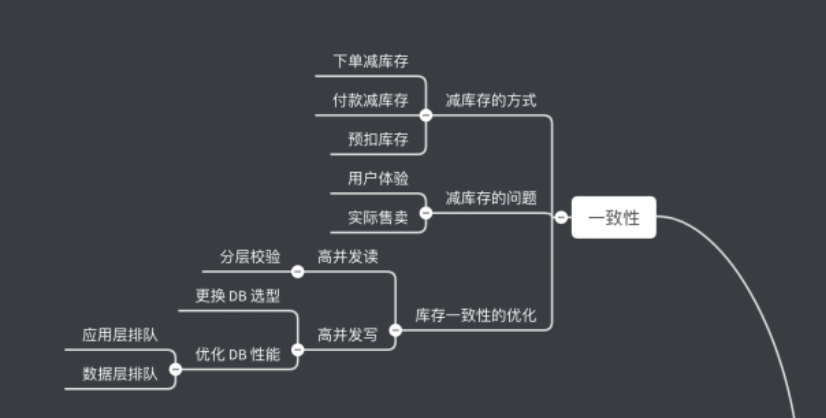 下单减库存
付款减库存
减库存的方式
预扣库存
用户体验
减库存的问题
实际售卖
一致性
分层校验
高并发读
更换 DB 选型
库存一致性的优化
应用层排队
高并发写
优化 DB 性能
数据层排队